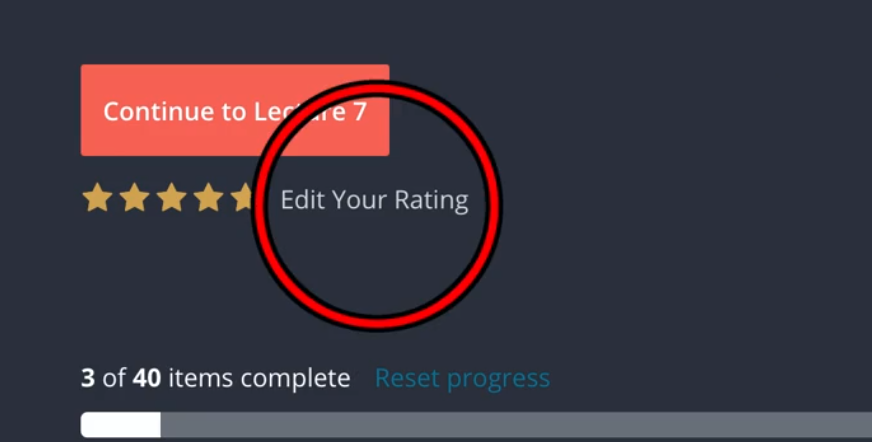 Continue to Lecture 7
Edit Your Rating
3 of 40 items complete Reset progress